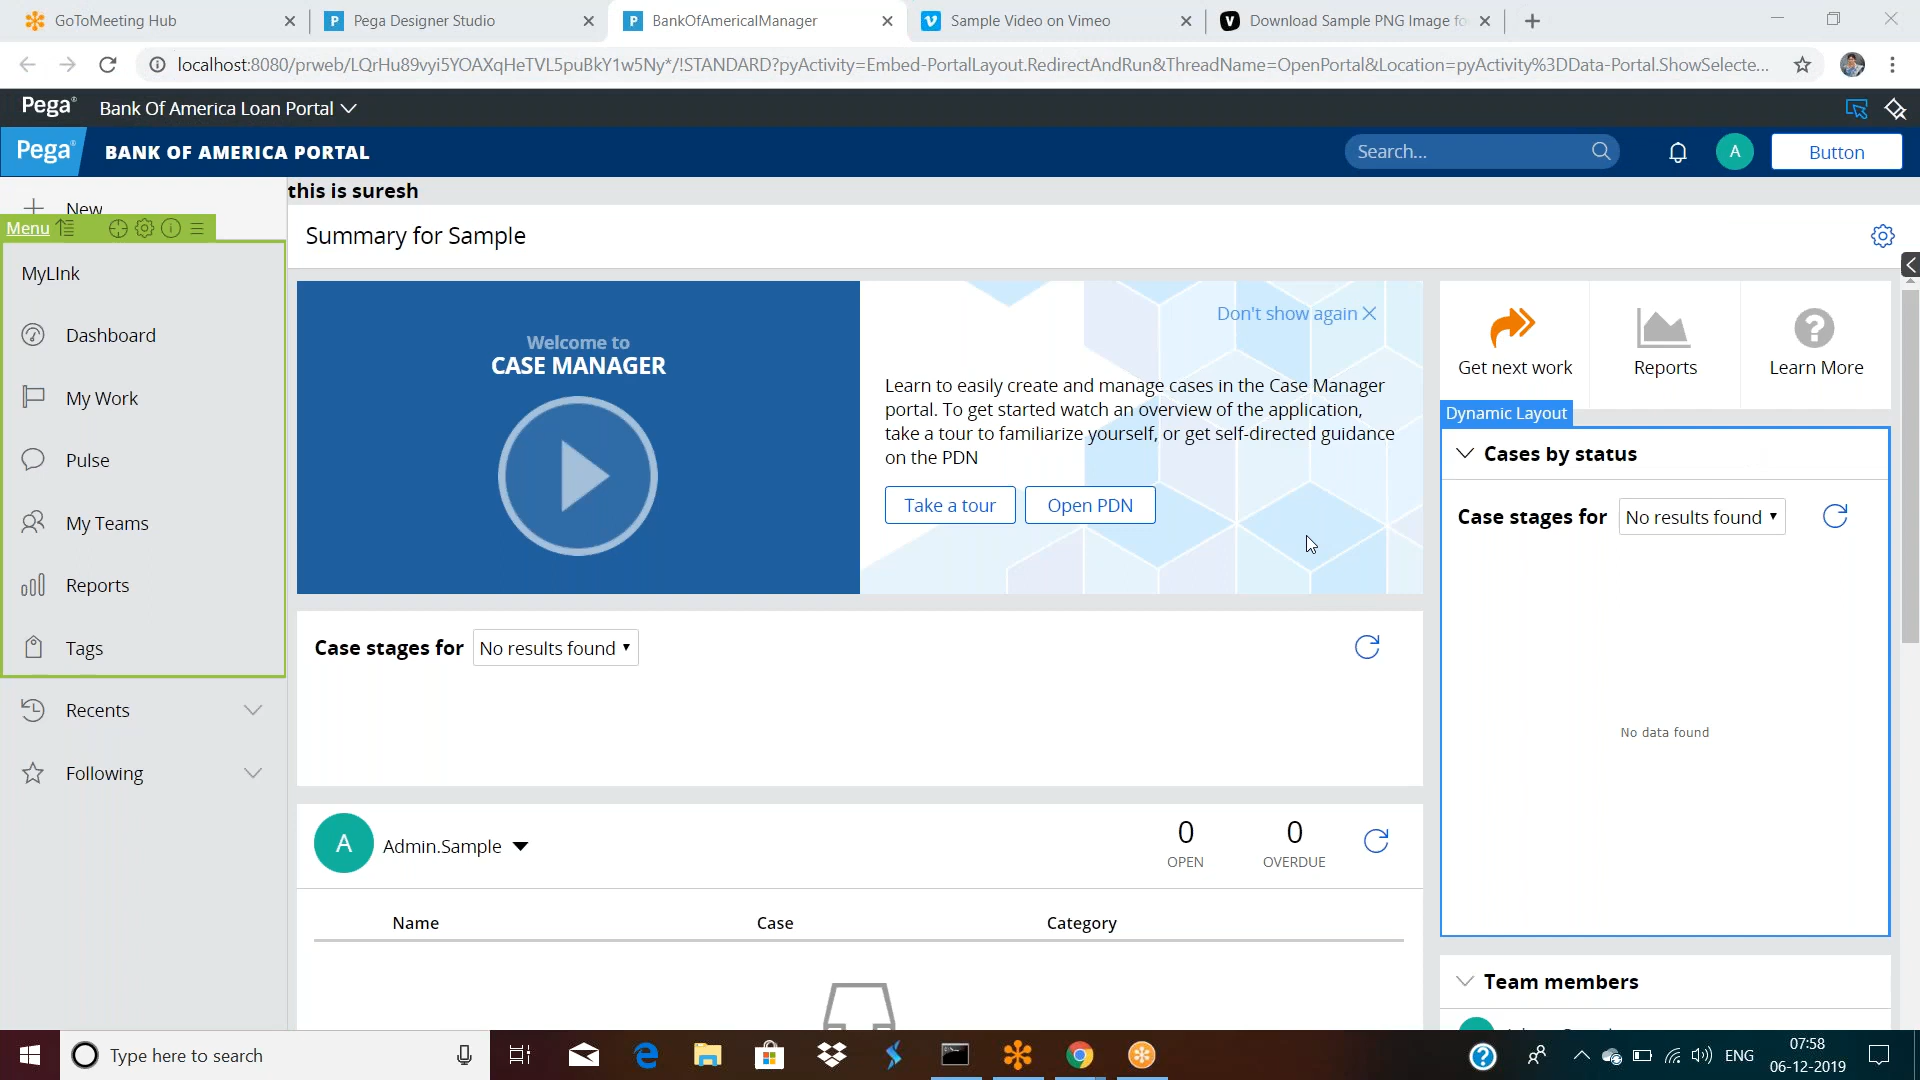 GoToMeeting Hub
Pega Designer Studio
BankOfAmericaIManager
Sample Video on Vimeo
Download Sample PNG Image fo
localhost:8080/prweb/LQrHu89vyi5YOAXqHeTVL5puBkY1w5Ny*/!STANDARD?pyActivity=Embed-PortalLayout.RedirectAndRun&ThreadName=OpenPortal&Location=pyActivity%3DData-Portal.ShowSelecte...
Pega Bank Of America Loan Portal
Pega BANK OF AMERICA PORTAL
Search...
A
Button
New
this is suresh
Menu
Summary for Sample
MyLInk
Dashboard
My Work
Pulse
My Teams
Reports
Tags
Recents
Following
Welcome to
CASE MANAGER
Don't show again
Learn to easily create and manage cases in the Case Manager
portal. To get started watch an overview of the application,
take a tour to familiarize yourself, or get self-directed guidance
on the PDN
Take a tour
Open PDN
Get next work
Reports
Learn More
Dynamic Layout
Cases by status
Case stages for No results found
No data found
Case stages for No results found
A
Admin.Sample
0
OPEN
0
OVERDUE
Name
Case
Category
Team members
Type here to search
ENG
07:58
06-12-2019